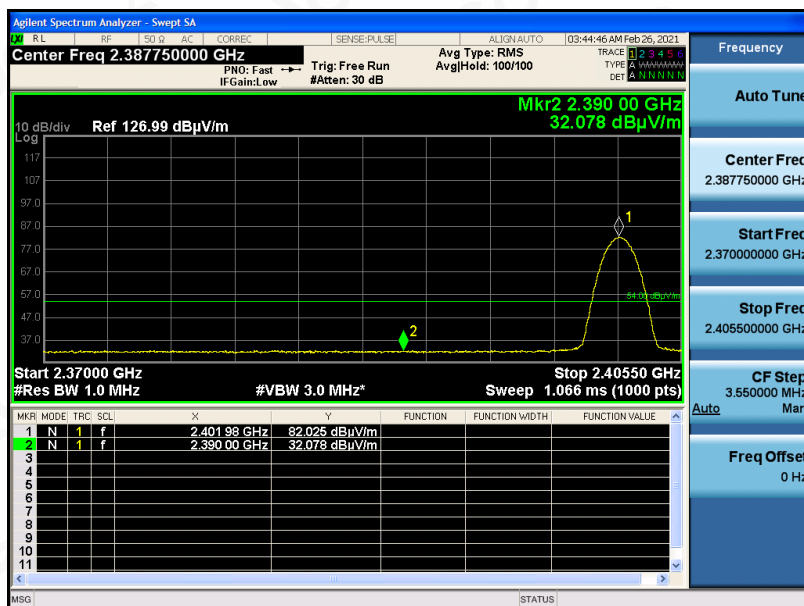 Agilent Spectrum Analyzer - Swept SA
LXI RL RF 50 Ω AC CORREC SENSE:PULSE ALIGN AUTO 03:44:46 AM Feb 26, 2021
Center Freq 2.387750000 GHz
PNO: Fast
IFGain:Low
Trig: Free Run
#Atten: 30 dB
Avg Type: RMS
Avg|Hold: 100/100
TRACE 1 2 3 4 5 6
TYPE A WWWWW
DET A N N N N N
Mkr2 2.390 00 GHz
32.078 dBµV/m
10 dB/div Ref 126.99 dBµV/m
Log
117
107
97.0
87.0
77.0
67.0
57.0
47.0
37.0
1
54.00 dBµV/m
2
Start 2.37000 GHz Stop 2.40550 GHz
#Res BW 1.0 MHz #VBW 3.0 MHz* Sweep 1.066 ms (1000 pts)
MKR MODE TRC SCL X Y FUNCTION FUNCTION WIDTH FUNCTION VALUE
1 N 1 f 2.401 98 GHz 82.025 dBµV/m
2 N 1 f 2.390 00 GHz 32.078 dBµV/m
3
4
5
6
7
8
9
10
11
MSG STATUS
Frequency
Auto Tune
Center Freq
2.387750000 GHz
Start Freq
2.370000000 GHz
Stop Freq
2.405500000 GHz
CF Step
3.550000 MHz
Auto Man
Freq Offset
0 Hz